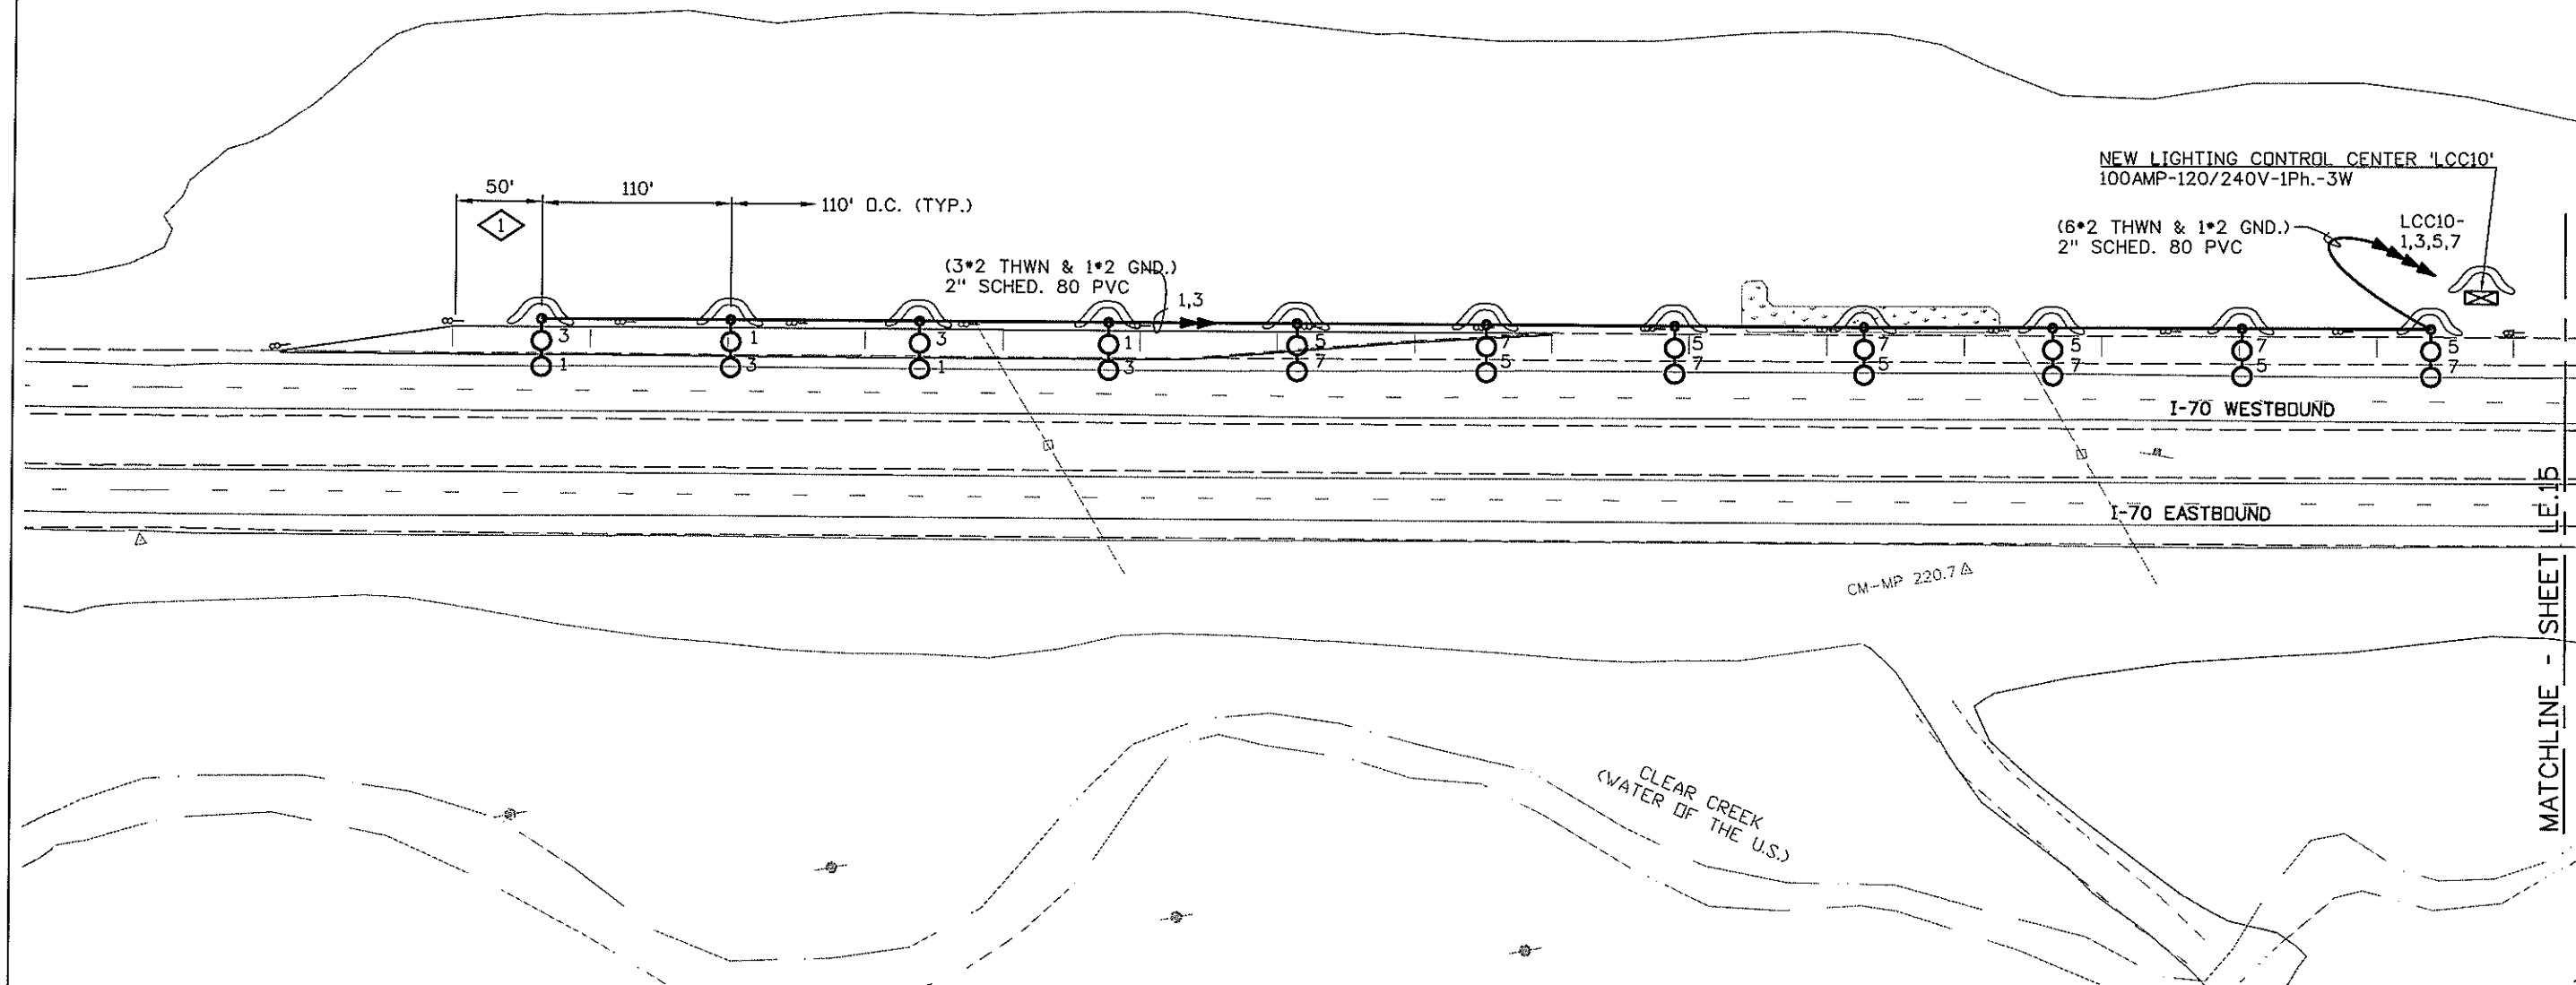 NEW LIGHTING CONTROL CENTER 'LCC10'
100AMP-120/240V-1Ph.-3W
50'
110'
110' O.C. (TYP.)
1
(6#2 THWN & 1#2 GND.)
2" SCHED. 80 PVC
LCC10-
1,3,5,7
(3#2 THWN & 1#2 GND.)
2" SCHED. 80 PVC
1,3
3 1 3 1 5 7 5 7 5 7 5
1 3 1 3 7 5 7 5 7 5 7
I-70 WESTBOUND
I-70 EASTBOUND
CM-MP 220.7
CLEAR CREEK
(WATER OF THE U.S.)
MATCHLINE - SHEET LE.15